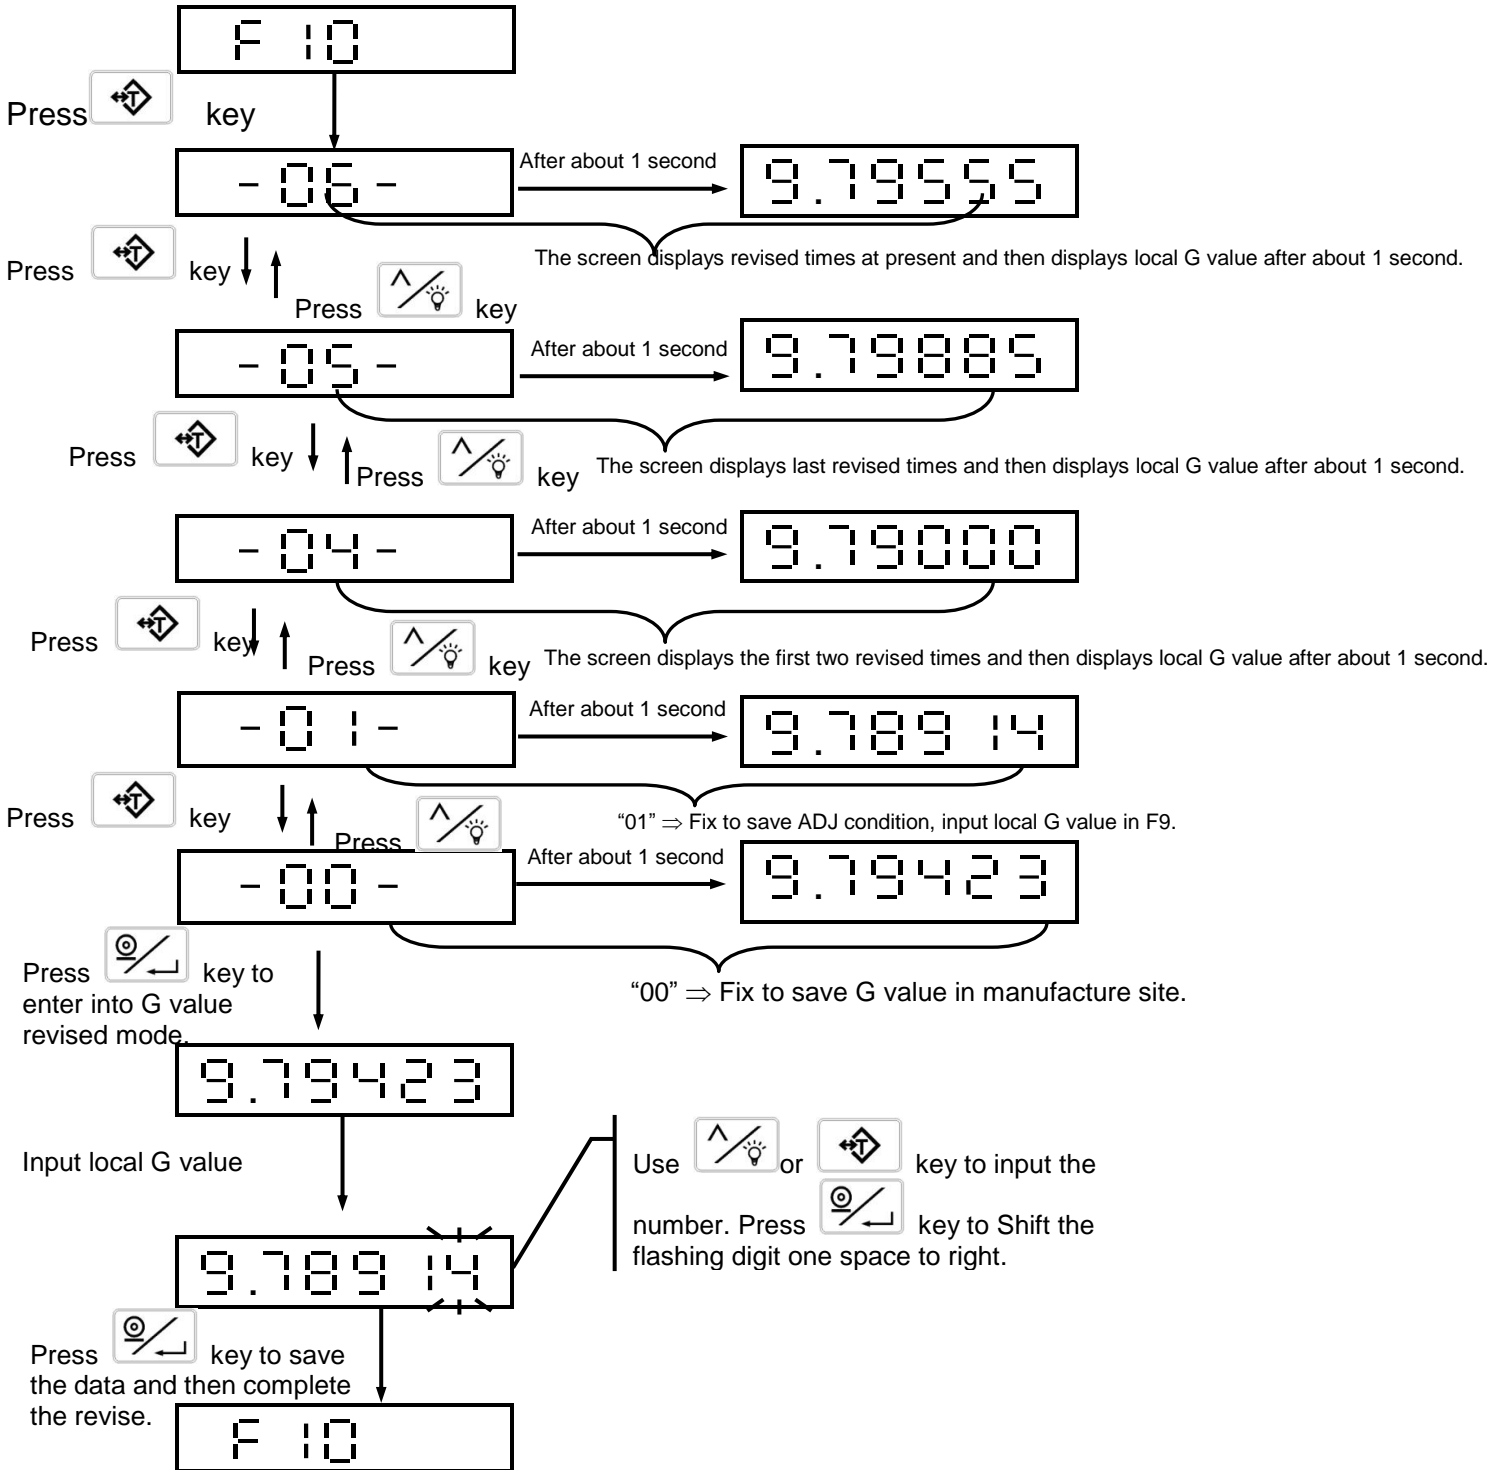 F 10
Press T key
-06- After about 1 second 9.79555
The screen displays revised times at present and then displays local G value after about 1 second.
Press T key Press key
-05- After about 1 second 9.79885
Press T key Press key The screen displays last revised times and then displays local G value after about 1 second.
-04- After about 1 second 9.79000
Press T key Press key The screen displays the first two revised times and then displays local G value after about 1 second.
-01- After about 1 second 9.78914
Press T key Press
“01” ⇒ Fix to save ADJ condition, input local G value in F9.
-00- After about 1 second 9.79423
“00” ⇒ Fix to save G value in manufacture site.
Press key to
enter into G value
revised mode.
9.79423
Input local G value
Use or T key to input the
number. Press key to Shift the
flashing digit one space to right.
9.78914
Press key to save
the data and then complete
the revise.
F 10